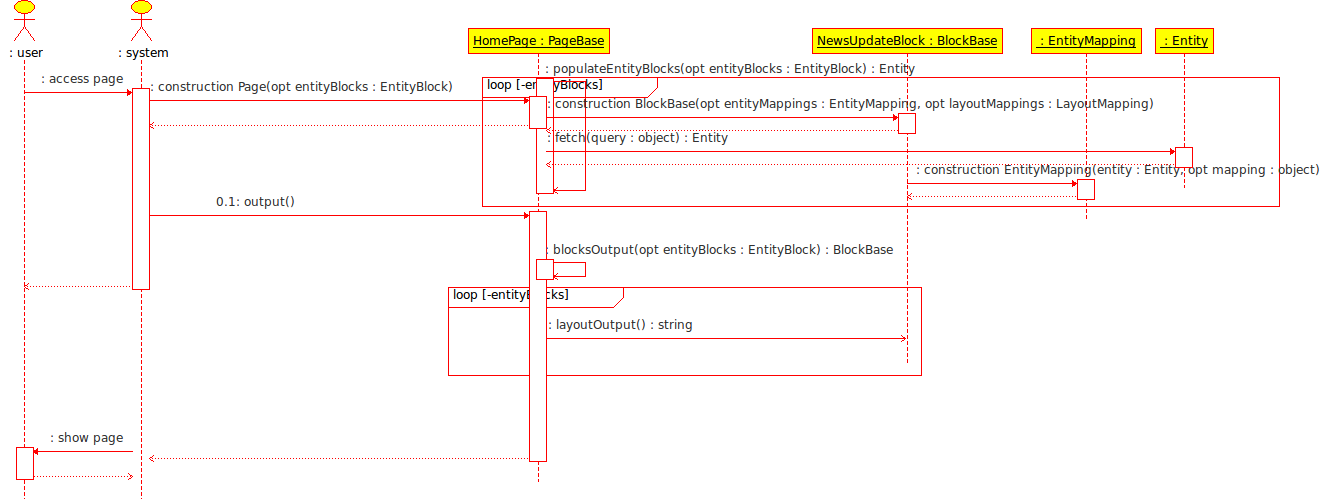 : user
: system
HomePage : PageBase
NewsUpdateBlock : BlockBase
: EntityMapping
: Entity
: populateEntityBlocks(opt entityBlocks : EntityBlock) : Entity
: access page
: construction Page(opt entityBlocks : EntityBlock)
loop [-entityBlocks]
: construction BlockBase(opt entityMappings : EntityMapping, opt layoutMappings : LayoutMapping)
: fetch(query : object) : Entity
: construction EntityMapping(entity : Entity, opt mapping : object)
0.1: output()
: blocksOutput(opt entityBlocks : EntityBlock) : BlockBase
loop [-entityBlocks]
: layoutOutput() : string
: show page